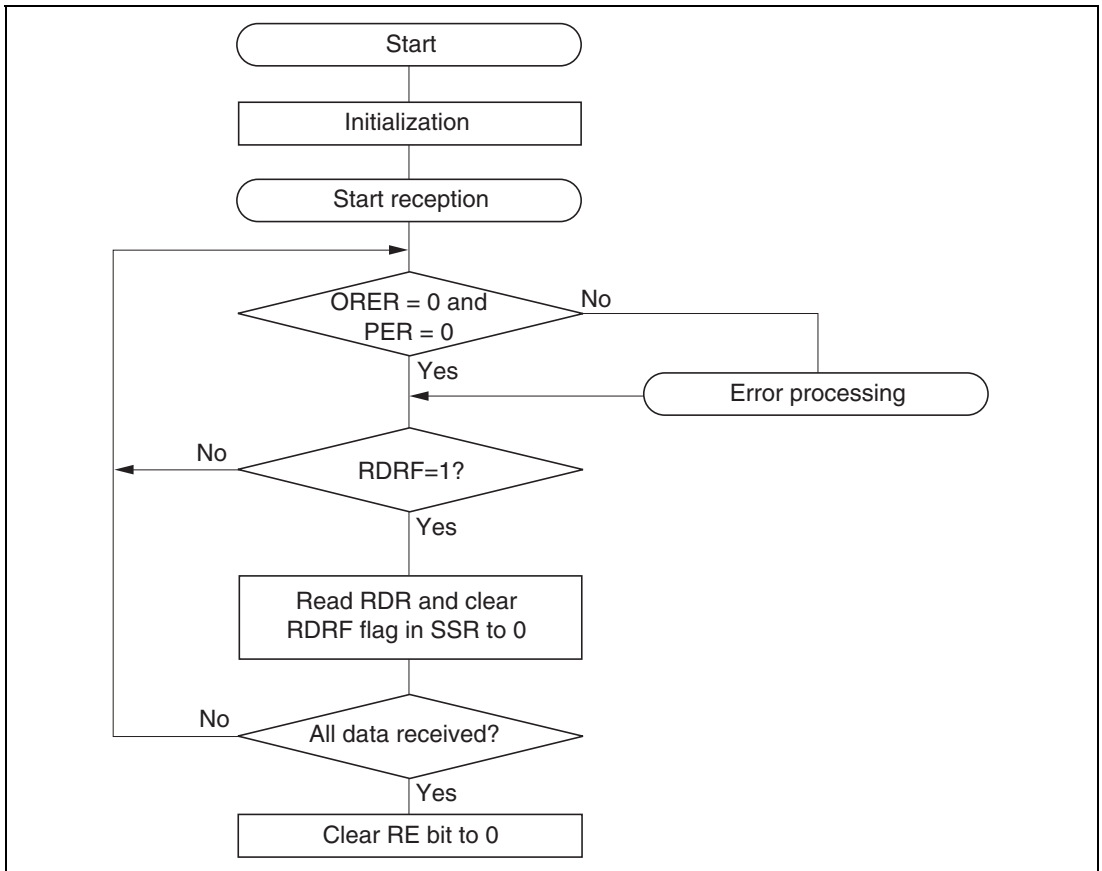 Start
Initialization
Start reception
ORER = 0 and
PER = 0
No
Yes
Error processing
No
RDRF=1?
Yes
Read RDR and clear
RDRF flag in SSR to 0
No
All data received?
Yes
Clear RE bit to 0